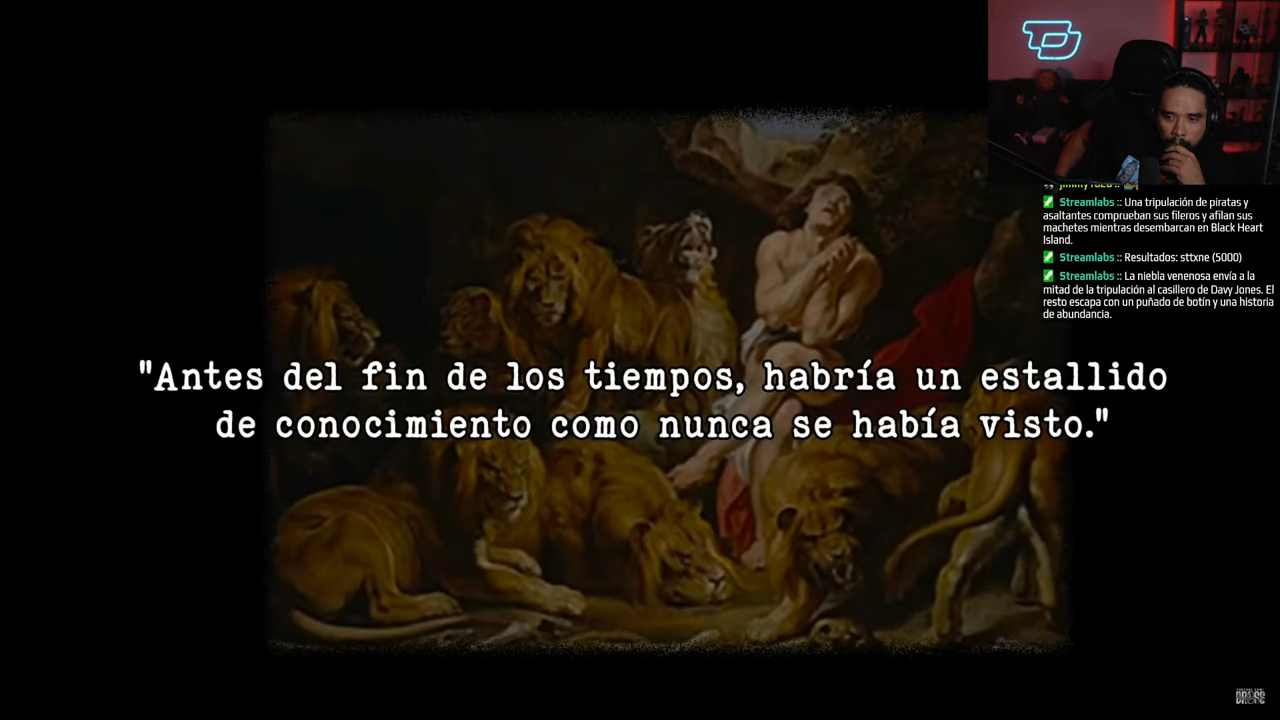 "Antes del fin de los tiempos, habría un estallido
de conocimiento como nunca se había visto."
Streamlabs :: Una tripulación de piratas y
asaltantes comprueban sus fileros y afilan sus
machetes mientras desembarcan en Black Heart
Island.
Streamlabs :: Resultados: sttxne (5000)
Streamlabs :: La niebla venenosa envía a la
mitad de la tripulación al casillero de Davy Jones. El
resto escapa con un puñado de botín y una historia
de abundancia.